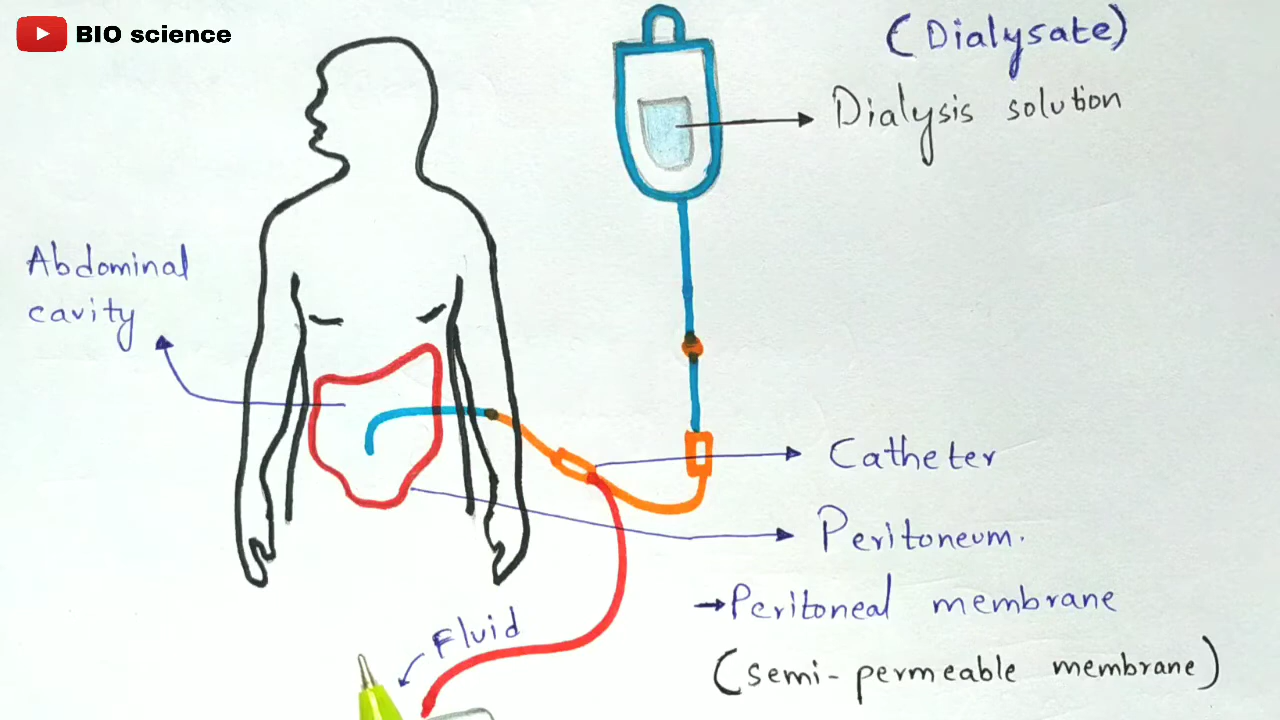 BIO science
(Dialysate)
Dialysis solution
Abdominal
cavity
Catheter
Peritoneum.
→Peritoneal membrane
(semi-permeable membrane)
Fluid